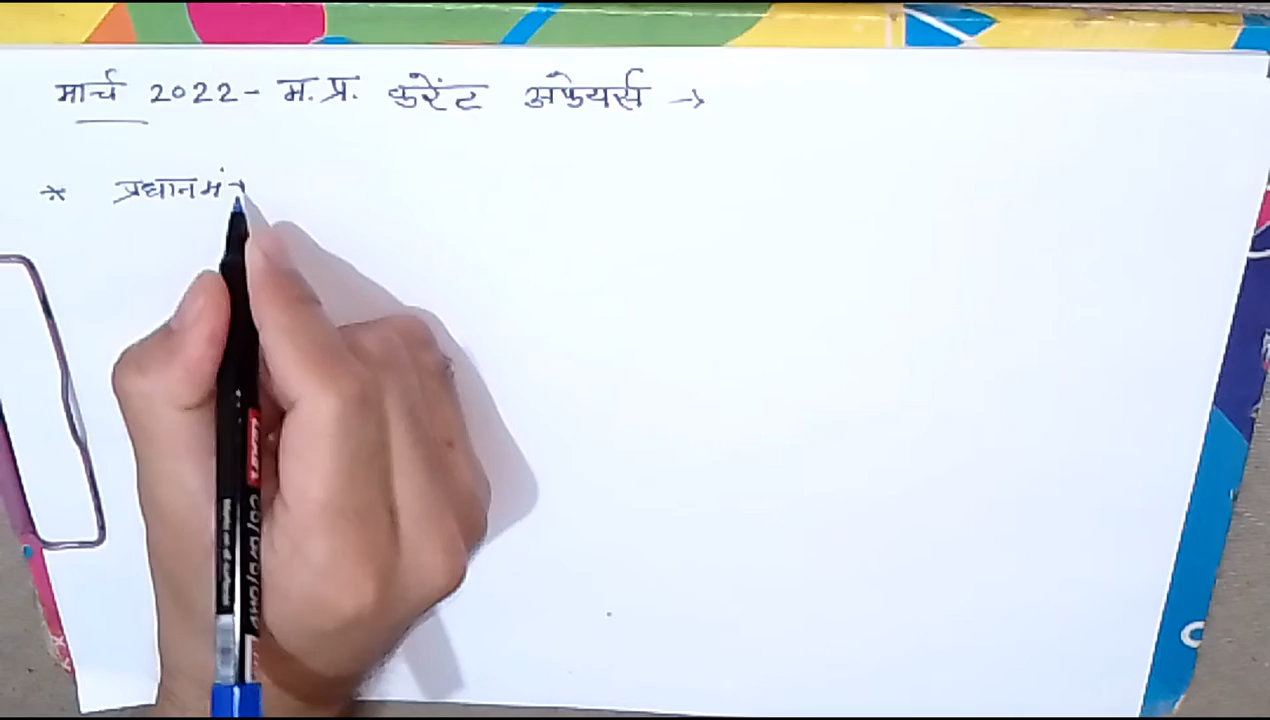 मार्च 2022- म.प्र. करेंट अफेयर्स →
* प्रधानमं